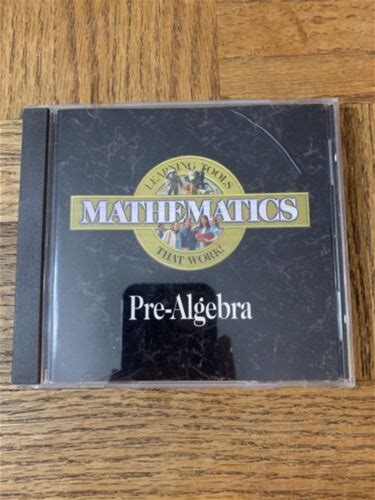 LEARNING TOOLS
MATHEMATICS
THAT WORK!
Pre-Algebra